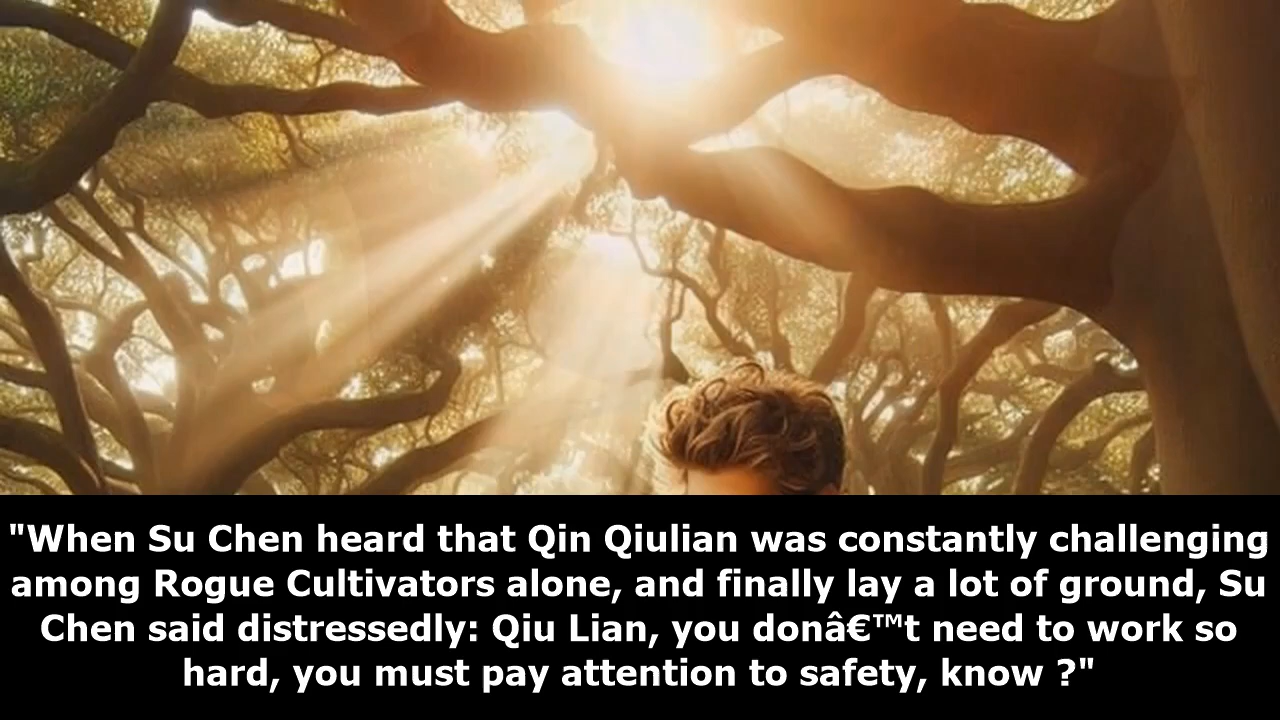 "When Su Chen heard that Qin Qiulian was constantly challenging
among Rogue Cultivators alone, and finally lay a lot of ground, Su
Chen said distressedly: Qiu Lian, you donâ€™t need to work so
hard, you must pay attention to safety, know ?"